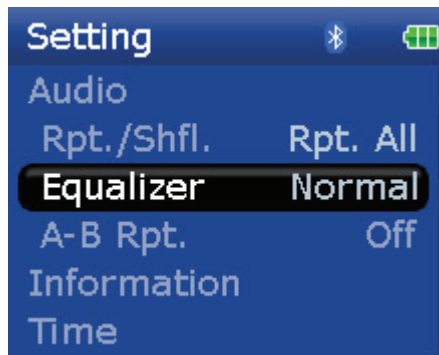 Setting
Audio
Rpt./Shfl. Rpt. All
Equalizer Normal
A-B Rpt. Off
Information
Time